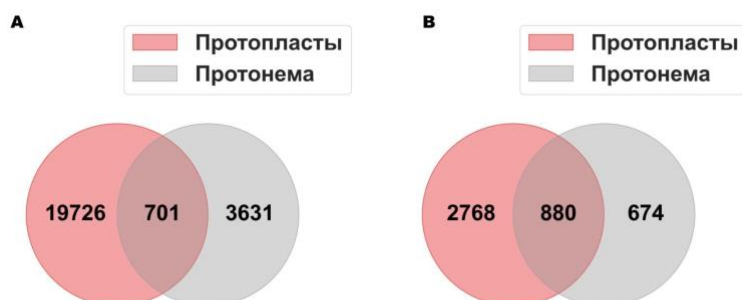 A
Протопласты
Протонема
19726 701 3631
B
Протопласты
Протонема
2768 880 674